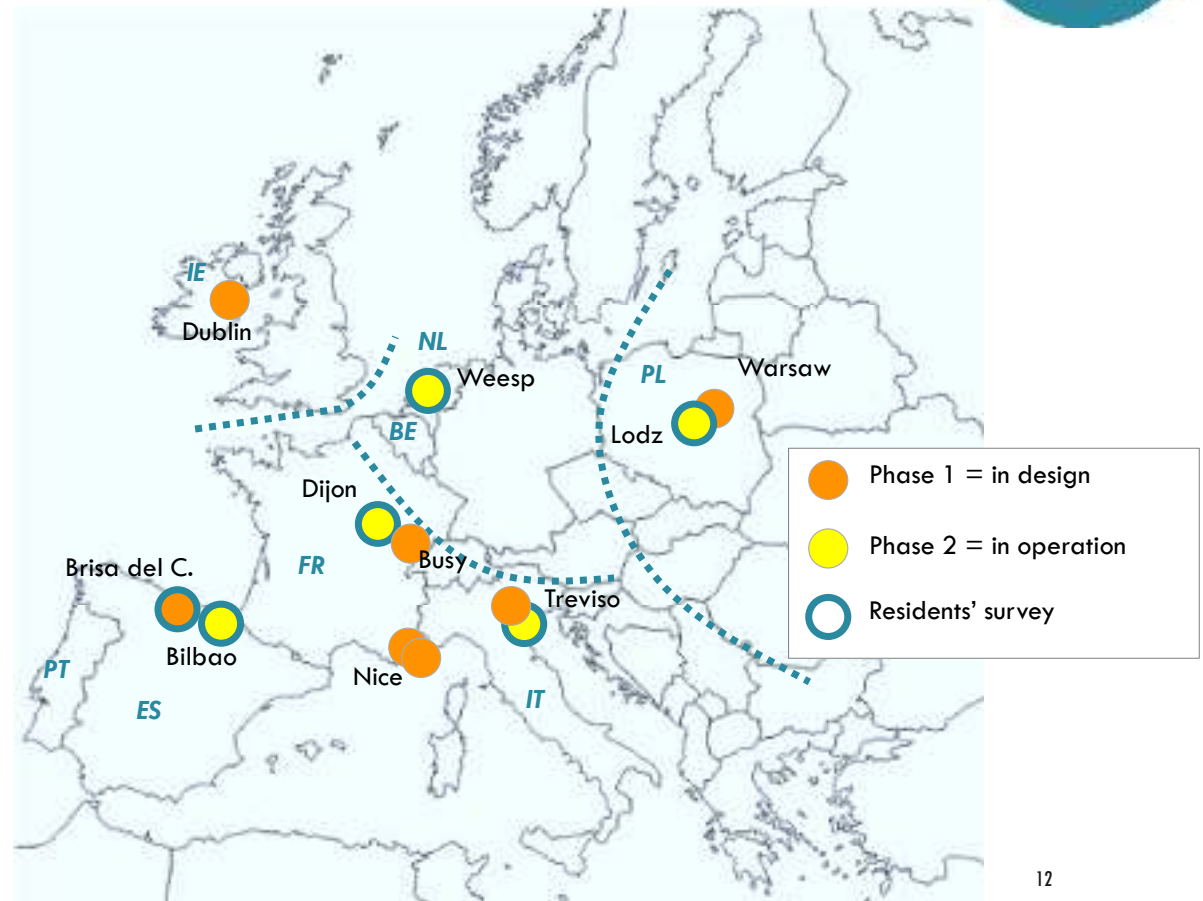 IE
Dublin
NL
Weesp
BE
PL
Warsaw
Lodz
Phase 1 = in design
Phase 2 = in operation
Residents’ survey
Dijon
Busy
FR
Brisa del C.
Bilbao
Treviso
Nice
PT
ES
IT
12